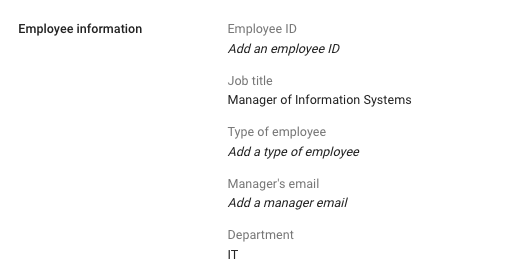 Employee information
Employee ID
Add an employee ID
Job title
Manager of Information Systems
Type of employee
Add a type of employee
Manager's email
Add a manager email
Department
IT